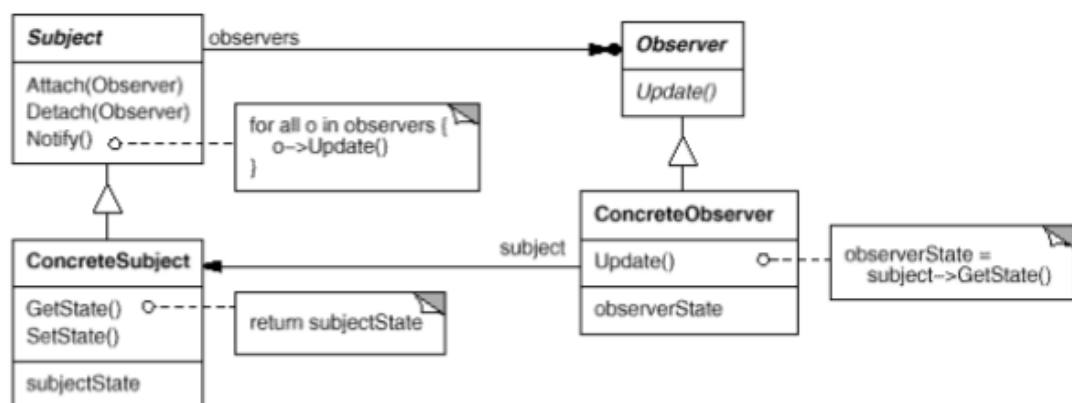 Subject
Attach(Observer)
Detach(Observer)
Notify()
observers
for all o in observers {
o->Update()
}
Observer
Update()
ConcreteSubject
GetState()
SetState()
subjectState
return subjectState
subject
ConcreteObserver
Update()
observerState
observerState =
subject->GetState()